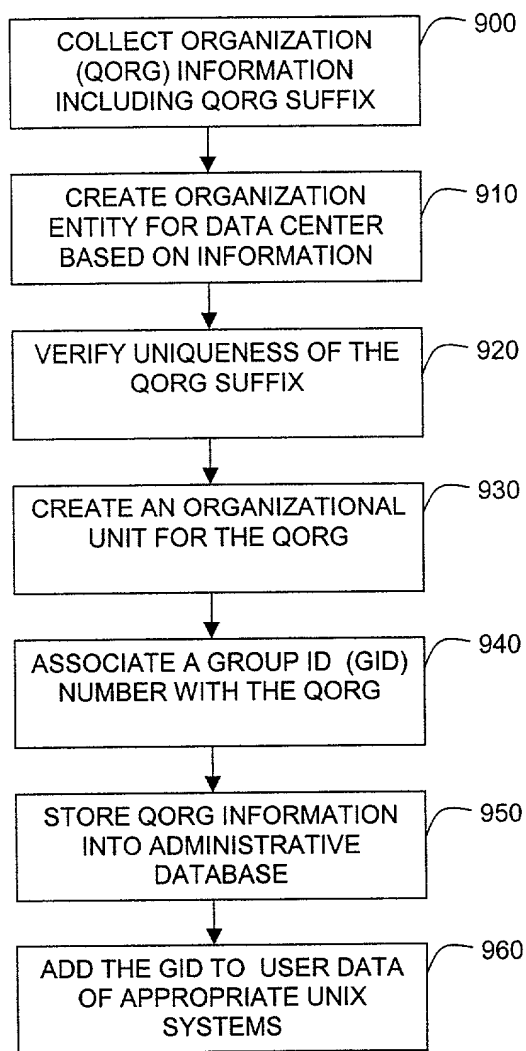 COLLECT ORGANIZATION
(QORG) INFORMATION
INCLUDING QORG SUFFIX
900
CREATE ORGANIZATION
ENTITY FOR DATA CENTER
BASED ON INFORMATION
910
VERIFY UNIQUENESS OF THE
QORG SUFFIX
920
CREATE AN ORGANIZATIONAL
UNIT FOR THE QORG
930
ASSOCIATE A GROUP ID (GID)
NUMBER WITH THE QORG
940
STORE QORG INFORMATION
INTO ADMINISTRATIVE
DATABASE
950
ADD THE GID TO USER DATA
OF APPROPRIATE UNIX
SYSTEMS
960